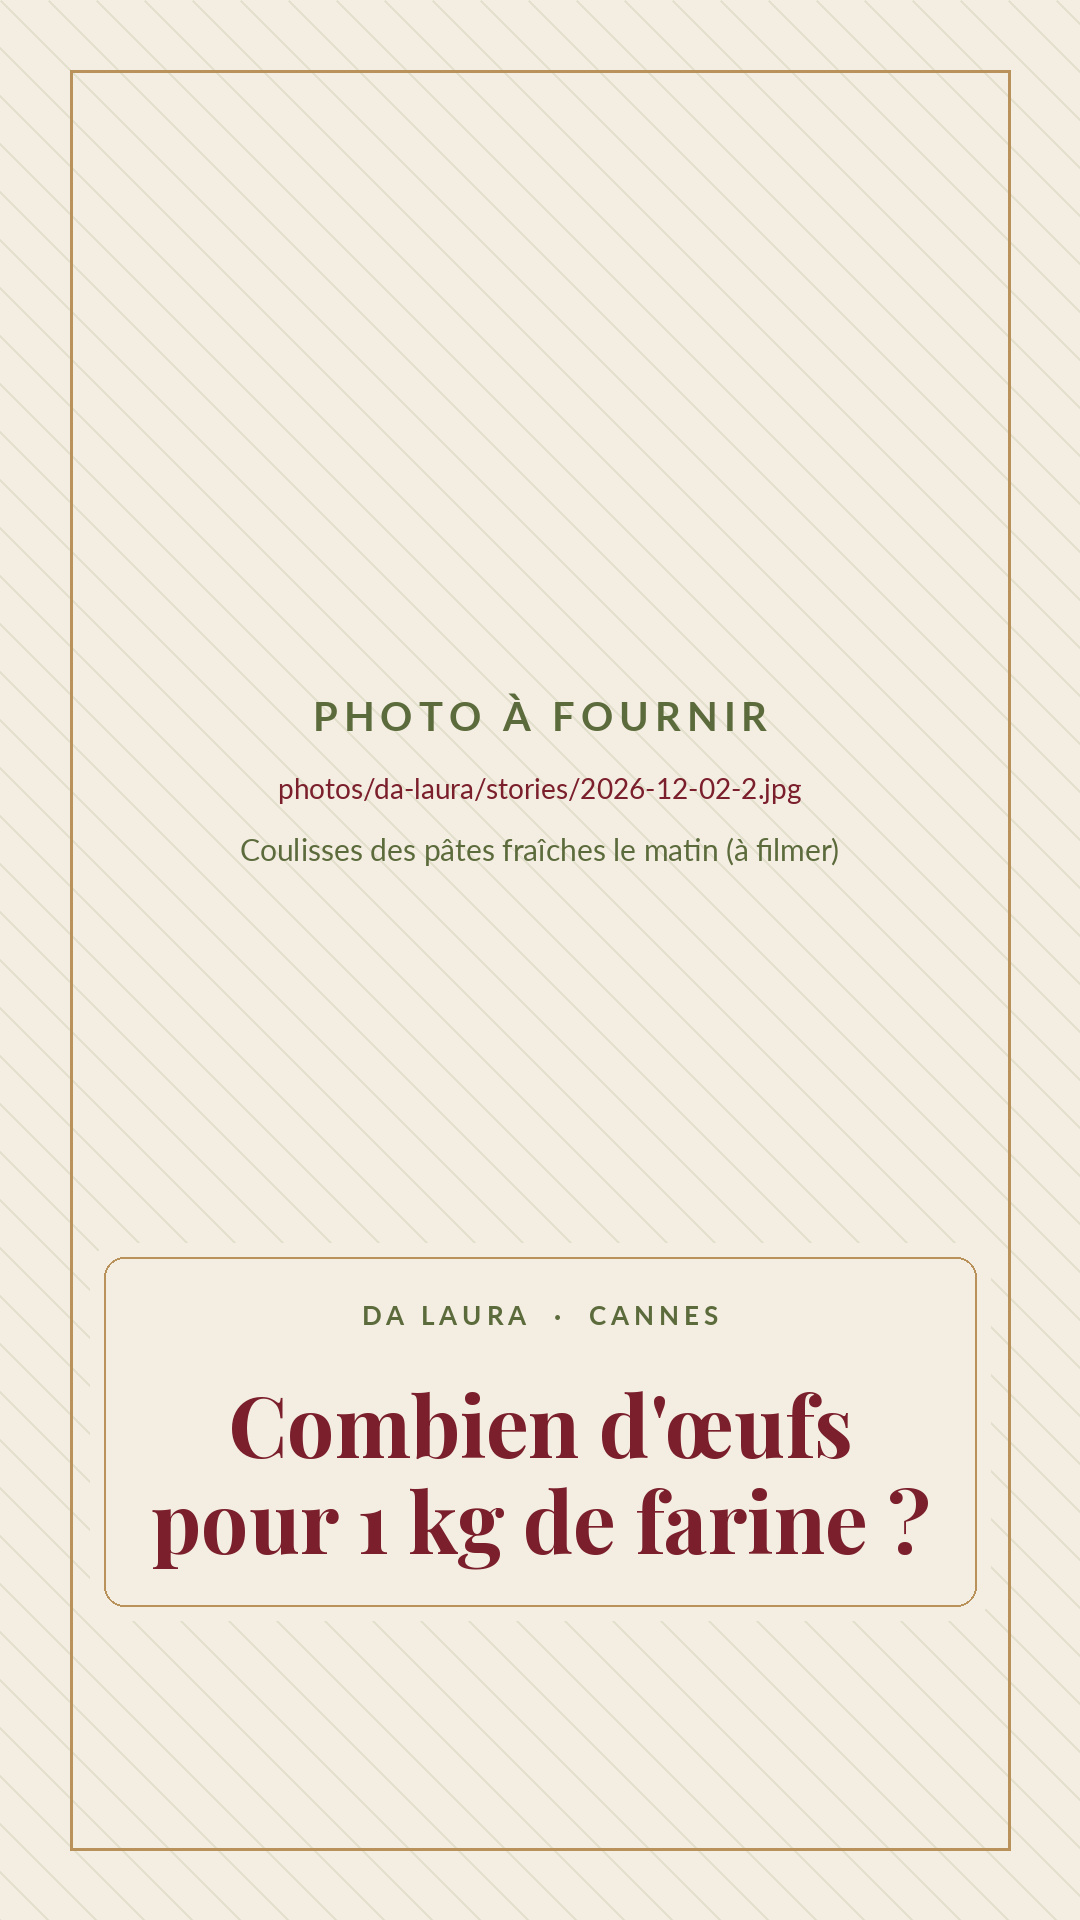 PHOTO À FOURNIR
photos/da-laura/stories/2026-12-02-2.jpg
Coulisses des pâtes fraîches le matin (à filmer)
DA LAURA · CANNES
Combien d'œufs
pour 1 kg de farine ?